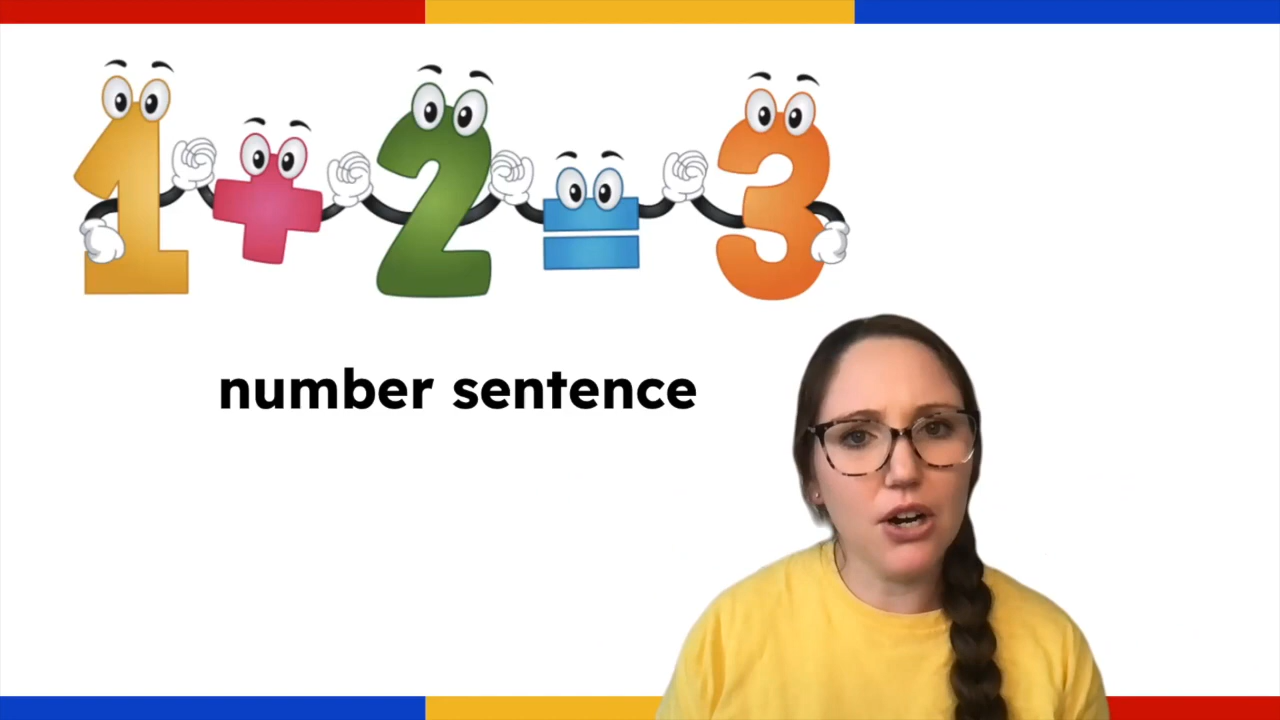 1 + 2 = 3
number sentence